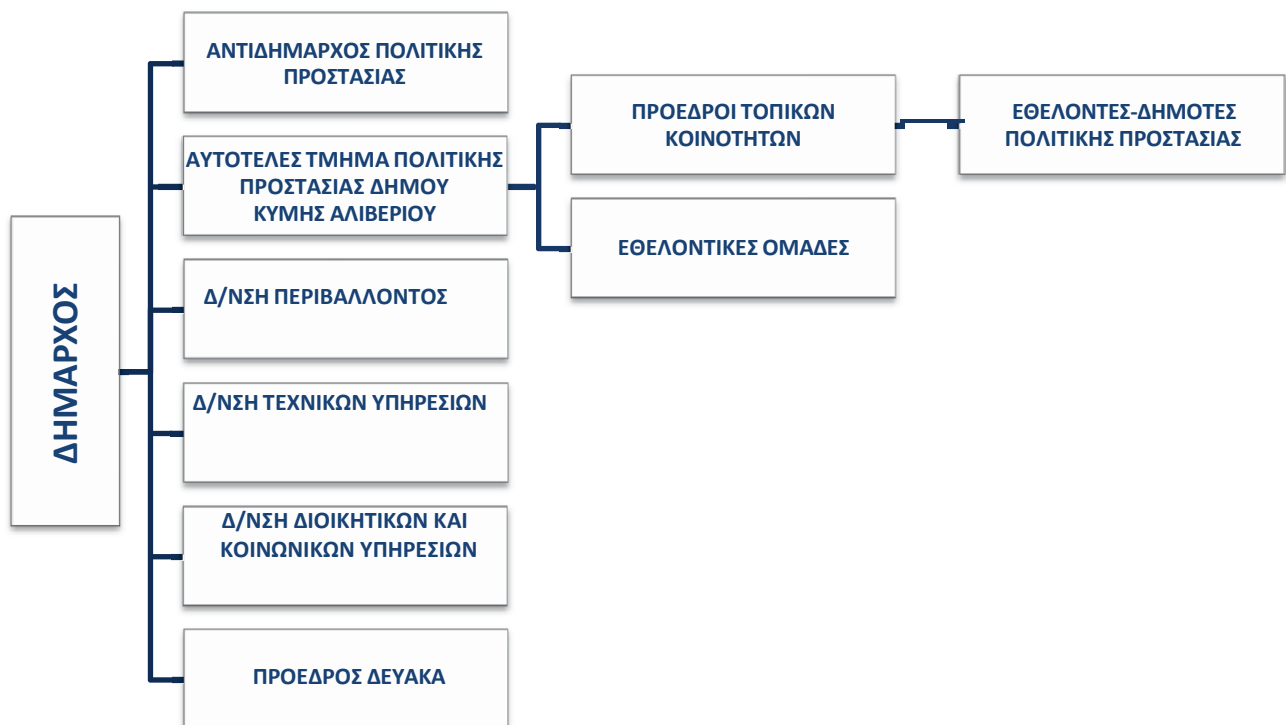 ΔΗΜΑΡΧΟΣ
ΑΝΤΙΔΗΜΑΡΧΟΣ ΠΟΛΙΤΙΚΗΣ
ΠΡΟΣΤΑΣΙΑΣ
ΑΥΤΟΤΕΛΕΣ ΤΜΗΜΑ ΠΟΛΙΤΙΚΗΣ
ΠΡΟΣΤΑΣΙΑΣ ΔΗΜΟΥ
ΚΥΜΗΣ ΑΛΙΒΕΡΙΟΥ
ΠΡΟΕΔΡΟΙ ΤΟΠΙΚΩΝ
ΚΟΙΝΟΤΗΤΩΝ
ΕΘΕΛΟΝΤΕΣ-ΔΗΜΟΤΕΣ
ΠΟΛΙΤΙΚΗΣ ΠΡΟΣΤΑΣΙΑΣ
ΕΘΕΛΟΝΤΙΚΕΣ ΟΜΑΔΕΣ
Δ/ΝΣΗ ΠΕΡΙΒΑΛΛΟΝΤΟΣ
Δ/ΝΣΗ ΤΕΧΝΙΚΩΝ ΥΠΗΡΕΣΙΩΝ
Δ/ΝΣΗ ΔΙΟΙΚΗΤΙΚΩΝ ΚΑΙ
ΚΟΙΝΩΝΙΚΩΝ ΥΠΗΡΕΣΙΩΝ
ΠΡΟΕΔΡΟΣ ΔΕΥΑΚΑ